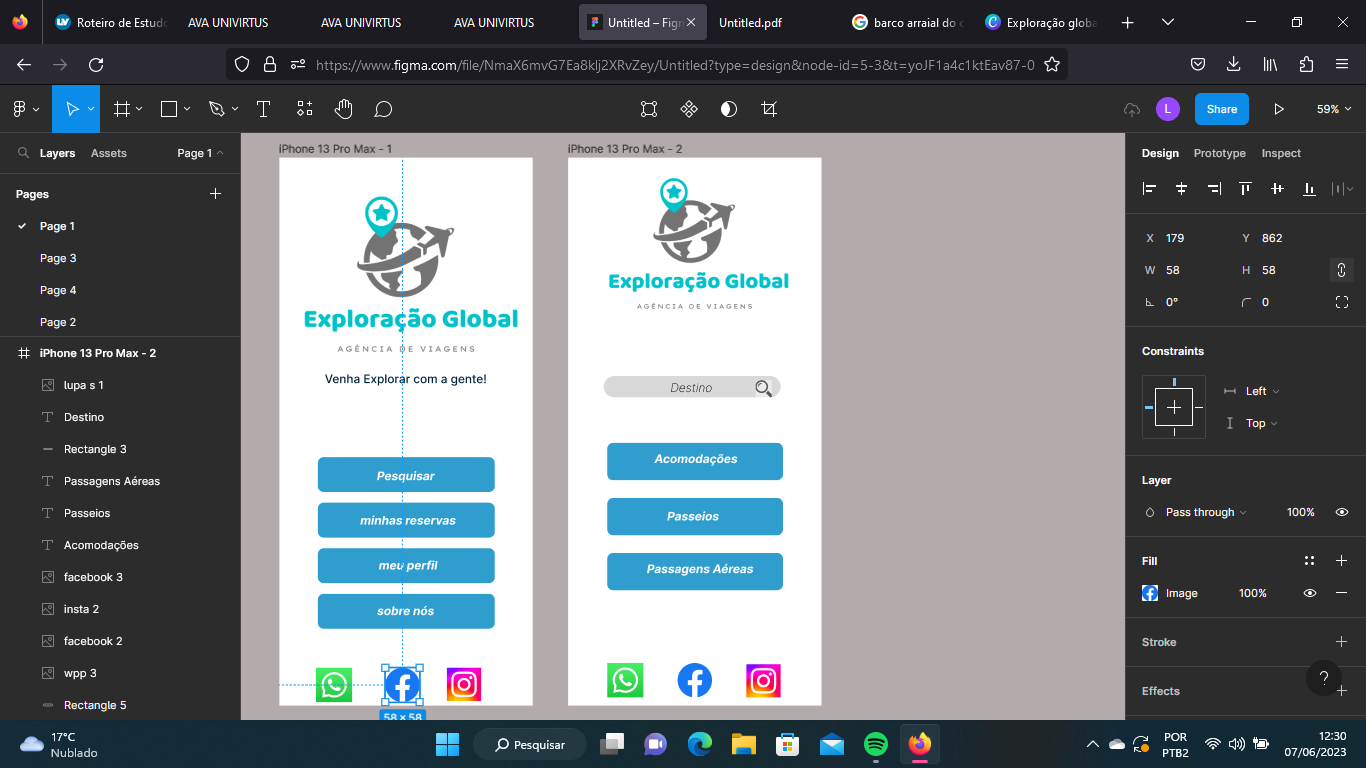 Roteiro de Estud
AVA UNIVIRTUS
AVA UNIVIRTUS
AVA UNIVIRTUS
Untitled – Figm
Untitled.pdf
barco arraial do c
Exploração globa
https://www.figma.com/file/NmaX6mvG7Ea8kIj2XRvZey/Untitled?type=design&node-id=5-3&t=yoJF1a4c1ktEav87-0
L
Share
59%
Layers
Assets
Page 1
Pages
Page 1
Page 3
Page 4
Page 2
iPhone 13 Pro Max - 2
lupa s 1
Destino
Rectangle 3
Passagens Aéreas
Passeios
Acomodações
facebook 3
insta 2
facebook 2
wpp 3
Rectangle 5
iPhone 13 Pro Max - 1
Exploração Global
AGÊNCIA DE VIAGENS
Venha Explorar com a gente!
Pesquisar
minhas reservas
meu perfil
sobre nós
58 × 58
iPhone 13 Pro Max - 2
Exploração Global
AGÊNCIA DE VIAGENS
Destino
Acomodações
Passeios
Passagens Aéreas
Design
Prototype
Inspect
X 179
Y 862
W 58
H 58
0°
0
Constraints
Left
Top
Layer
Pass through
100%
Fill
Image
100%
Stroke
Effects
?
17°C
Nublado
Pesquisar
POR
PTB2
12:30
07/06/2023